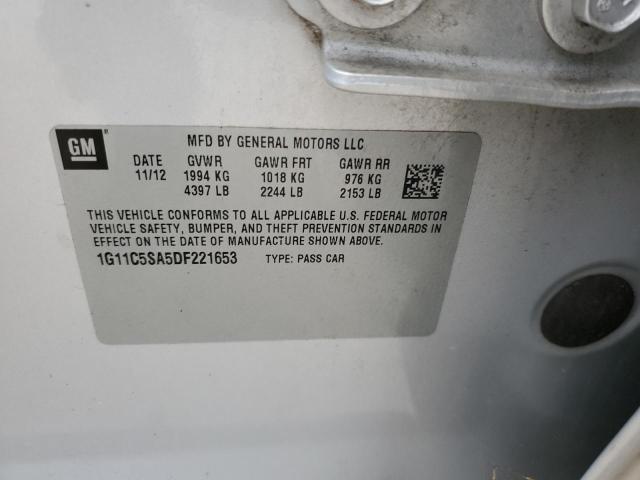 GM
MFD BY GENERAL MOTORS LLC
DATE GVWR GAWR FRT GAWR RR
11/12 1994 KG 1018 KG 976 KG
4397 LB 2244 LB 2153 LB
THIS VEHICLE CONFORMS TO ALL APPLICABLE U.S. FEDERAL MOTOR
VEHICLE SAFETY, BUMPER, AND THEFT PREVENTION STANDARDS IN
EFFECT ON THE DATE OF MANUFACTURE SHOWN ABOVE.
1G11C5SA5DF221653 TYPE: PASS CAR